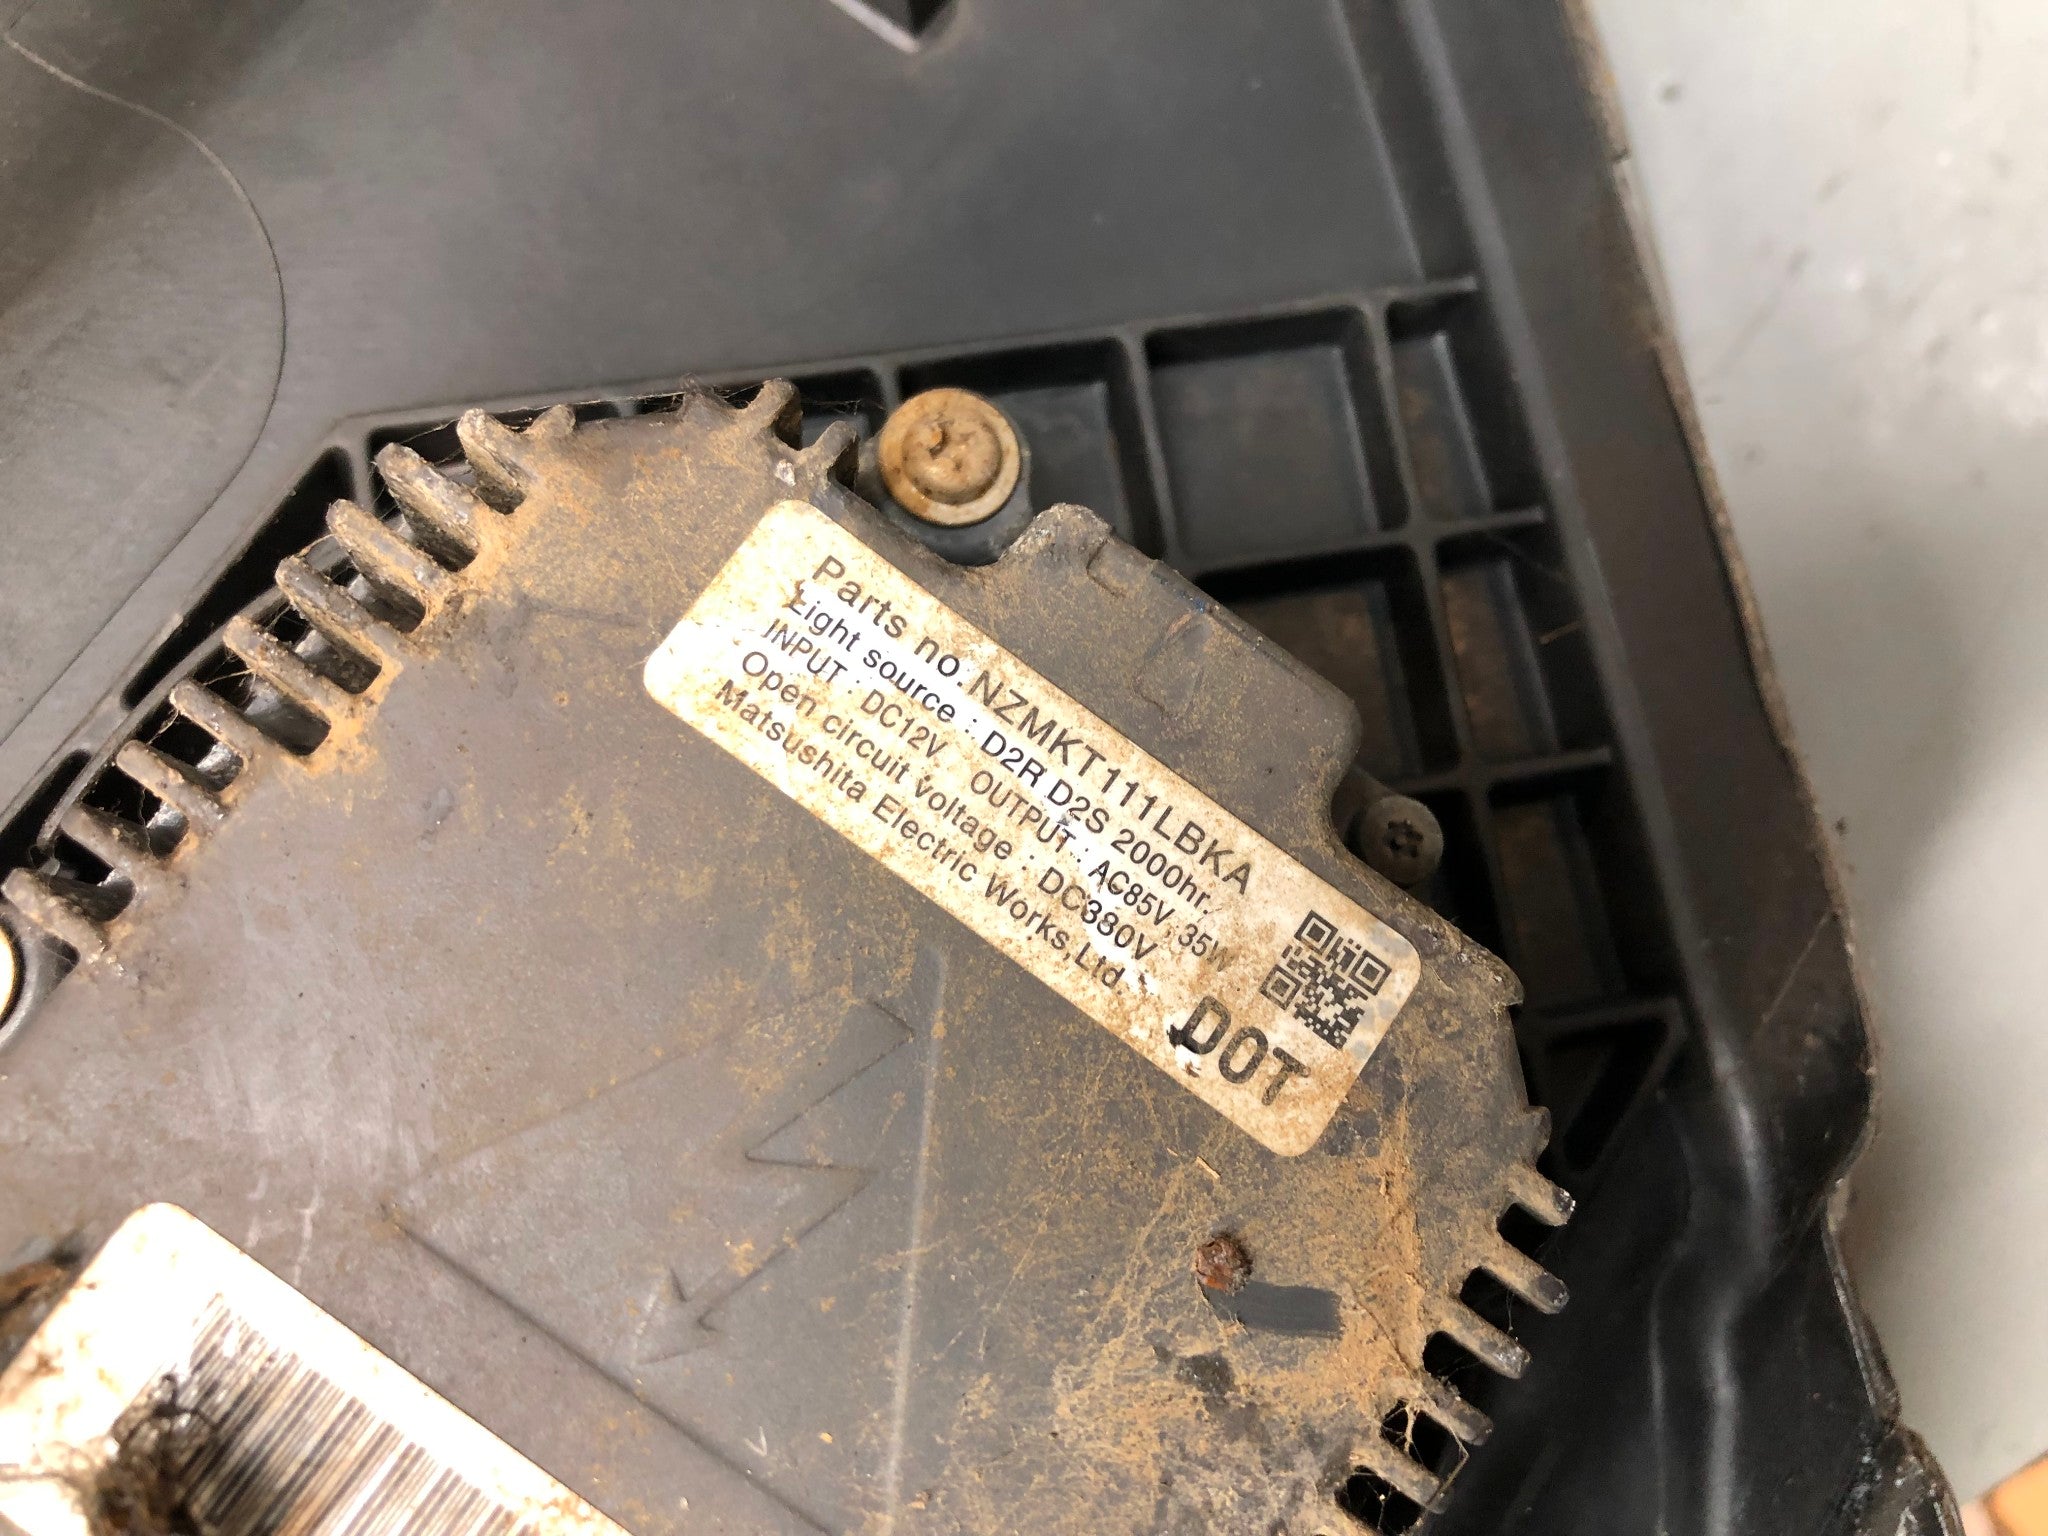 Parts no. NZMKT111LBKA
Light source : D2R D2S 2000hr.
INPUT : DC12V OUTPUT : AC85V, 35W
Open circuit voltage : DC380V
Matsushita Electric Works,Ltd.
DOT